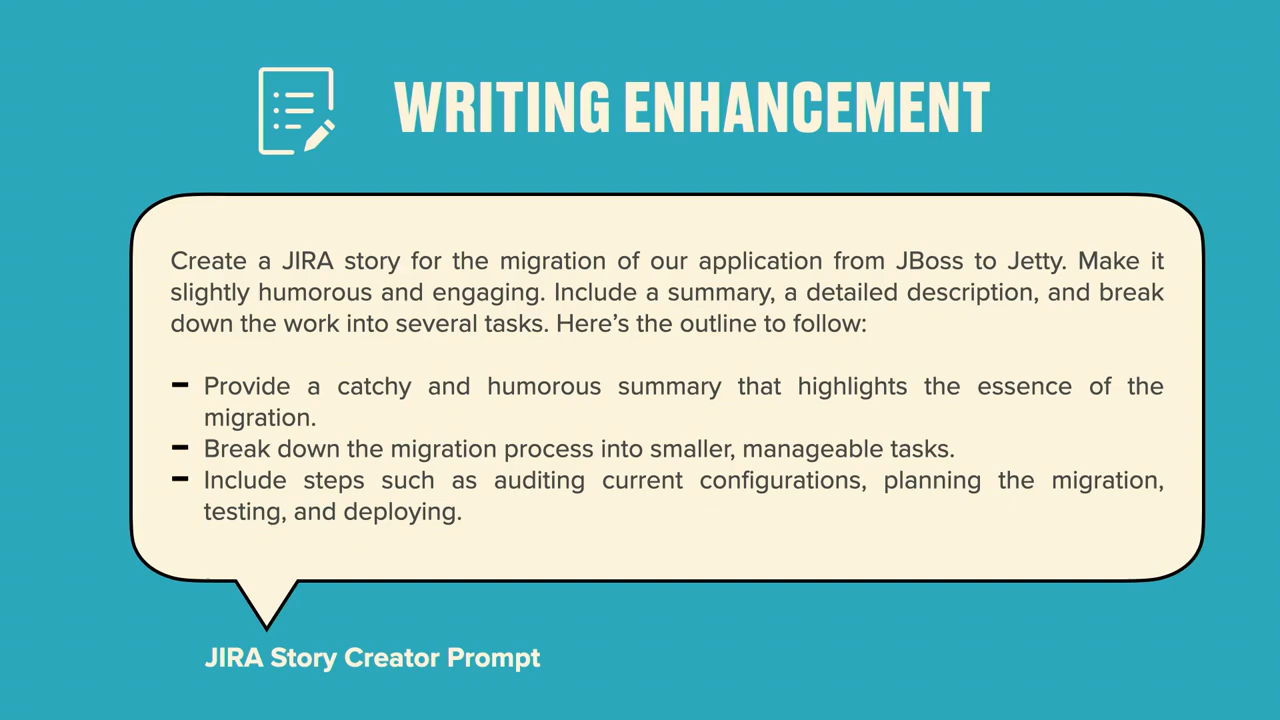 WRITING ENHANCEMENT
Create a JIRA story for the migration of our application from JBoss to Jetty. Make it
slightly humorous and engaging. Include a summary, a detailed description, and break
down the work into several tasks. Here's the outline to follow:
- Provide a catchy and humorous summary that highlights the essence of the
migration.
- Break down the migration process into smaller, manageable tasks.
- Include steps such as auditing current configurations, planning the migration,
testing, and deploying.
JIRA Story Creator Prompt